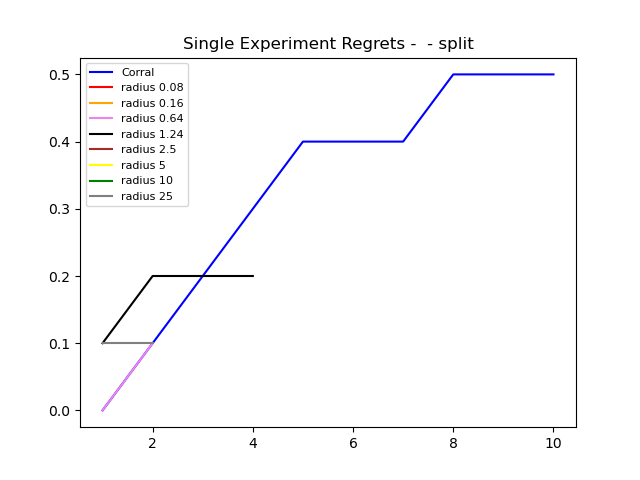 Single Experiment Regrets -  - split
Corral
radius 0.08
radius 0.16
radius 0.64
radius 1.24
radius 2.5
radius 5
radius 10
radius 25
0.5
0.4
0.3
0.2
0.1
0.0
2 4 6 8 10